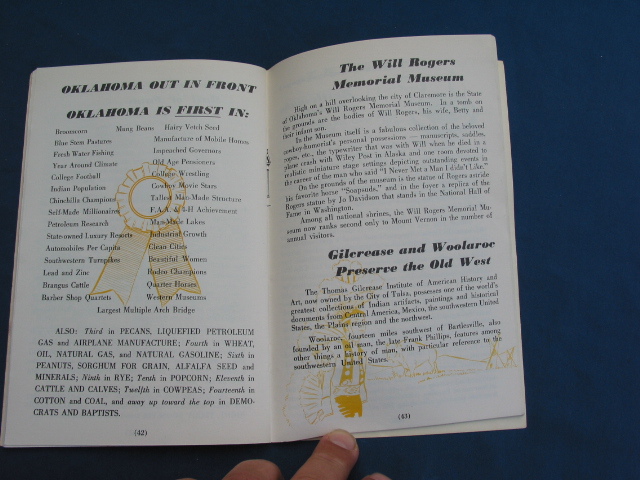 OKLAHOMA OUT IN FRONT
OKLAHOMA IS FIRST IN:
Broomcorn Mung Beans Hairy Vetch Seed
Blue Stem Pastures Manufacture of Mobile Homes
Fresh Water Fishing Impeached Governors
Year Around Climate Old Age Pensioners
College Football College Wrestling
Indian Population Cowboy Movie Stars
Chinchilla Champions Tallest Man-Made Structure
Self-Made Millionaires F.F.A. & 4-H Achievement
Petroleum Research Man-Made Lakes
State-owned Luxury Resorts Industrial Growth
Automobiles Per Capita Clean Cities
Southwestern Turnpikes Beautiful Women
Lead and Zinc Rodeo Champions
Brangus Cattle Quarter Horses
Barber Shop Quartets Western Museums
Largest Multiple Arch Bridge
ALSO: Third in PECANS, LIQUEFIED PETROLEUM
GAS and AIRPLANE MANUFACTURE; Fourth in WHEAT,
OIL, NATURAL GAS, and NATURAL GASOLINE; Sixth in
PEANUTS, SORGHUM FOR GRAIN, ALFALFA SEED and
MINERALS; Ninth in RYE; Tenth in POPCORN; Eleventh in
CATTLE AND CALVES; Twelfth in COWPEAS; Fourteenth in
COTTON and COAL, and away up toward the top in DEMO-
CRATS AND BAPTISTS.
(42)
The Will Rogers
Memorial Museum
High on a hill overlooking the city of Claremore is the State
of Oklahoma's Will Rogers Memorial Museum. In a tomb on
the grounds are the bodies of Will Rogers, his wife, Betty and
their infant son.
In the Museum itself is a fabulous collection of the beloved
cowboy-humorist's personal possessions — manuscripts, saddles,
ropes, etc., the typewriter that was with Will when he died in a
plane crash with Wiley Post in Alaska and one room devoted to
realistic miniature stage settings depicting outstanding events in
the career of the man who said "I Never Met a Man I didn't Like."
On the grounds of the museum is the statue of Rogers astride
his favorite horse "Soapsuds," and in the foyer a replica of the
Rogers statue by Jo Davidson that stands in the National Hall of
Fame in Washington.
Among all national shrines, the Will Rogers Memorial Mu-
seum now ranks second only to Mount Vernon in the number of
annual visitors.
Gilcrease and Woolaroc
Preserve the Old West
The Thomas Gilcrease Institute of American History and
Art, now owned by the City of Tulsa, possesses one of the world's
greatest collections of Indian artifacts, paintings and historical
documents from Central America, Mexico, the southwestern United
States, the Plains region and the northwest.
Woolaroc, fourteen miles southwest of Bartlesville, also
founded by an oil man, the late Frank Phillips, features among
other things a history of man, with particular reference to the
southwestern United States.
(43)